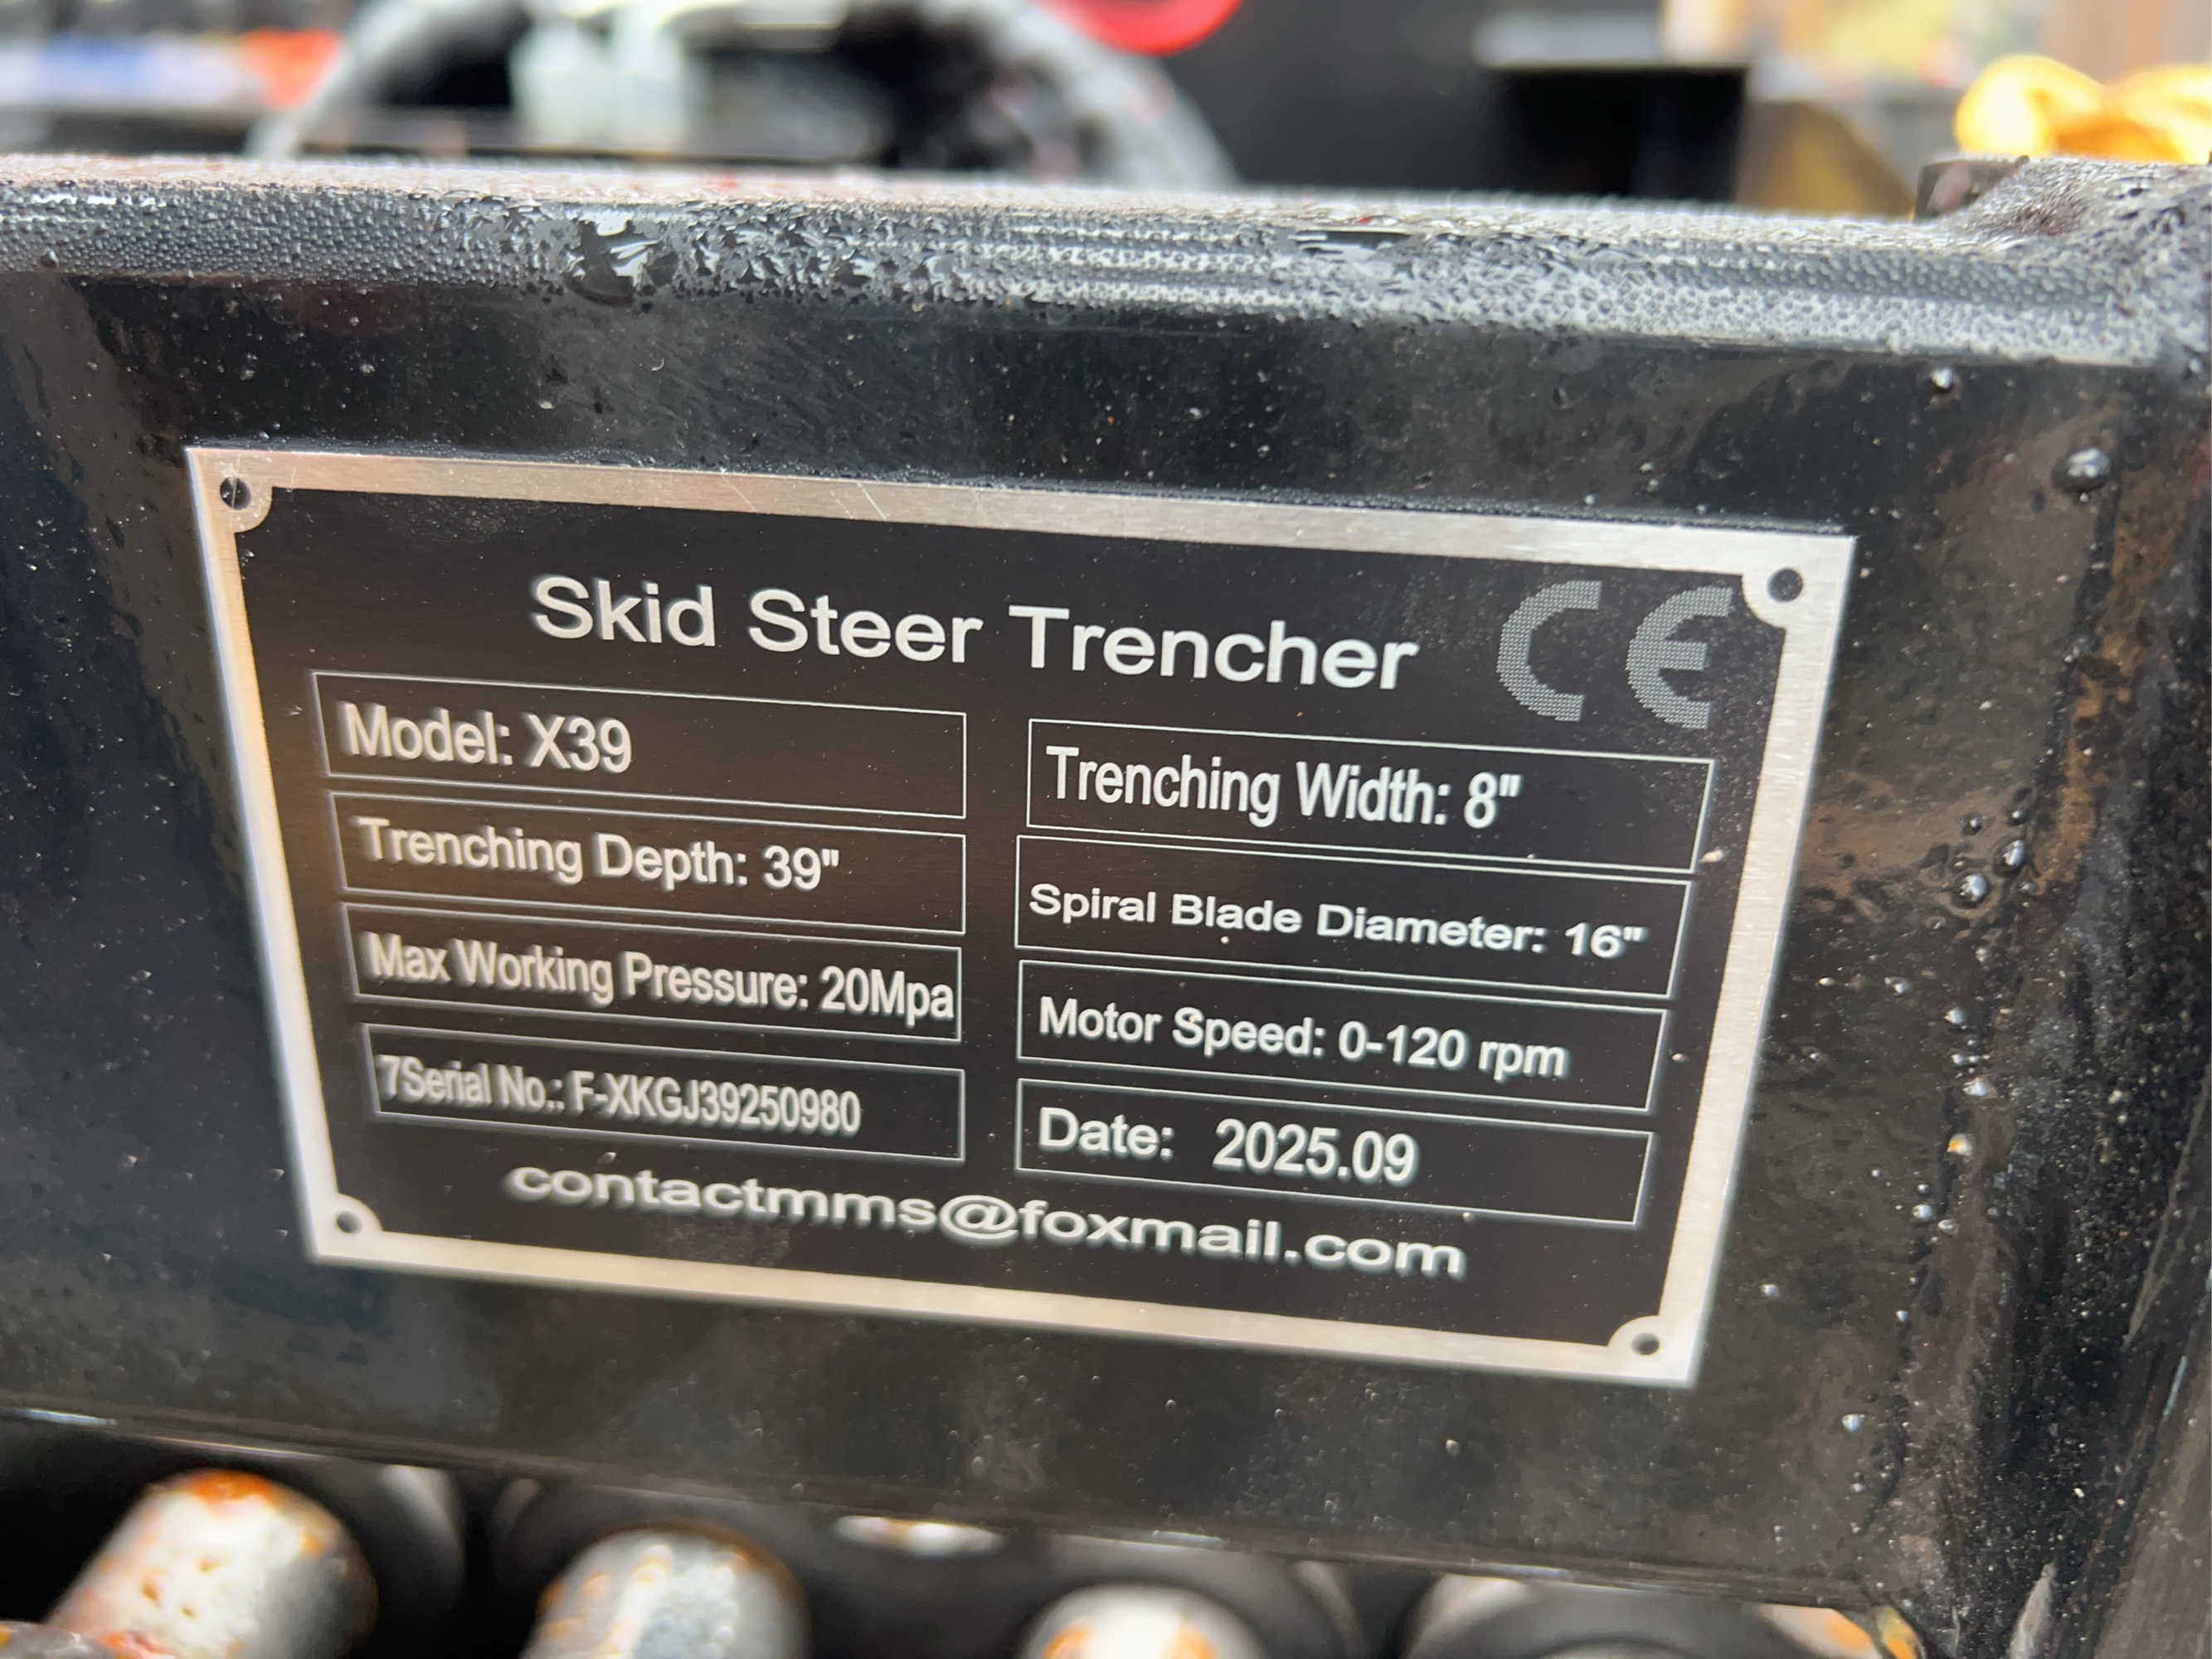 Skid Steer Trencher CE
Model: X39
Trenching Width: 8"
Trenching Depth: 39"
Spiral Blade Diameter: 16"
Max Working Pressure: 20Mpa
Motor Speed: 0-120 rpm
7Serial No.: F-XKGJ39250980
Date: 2025.09
contactmms@foxmail.com